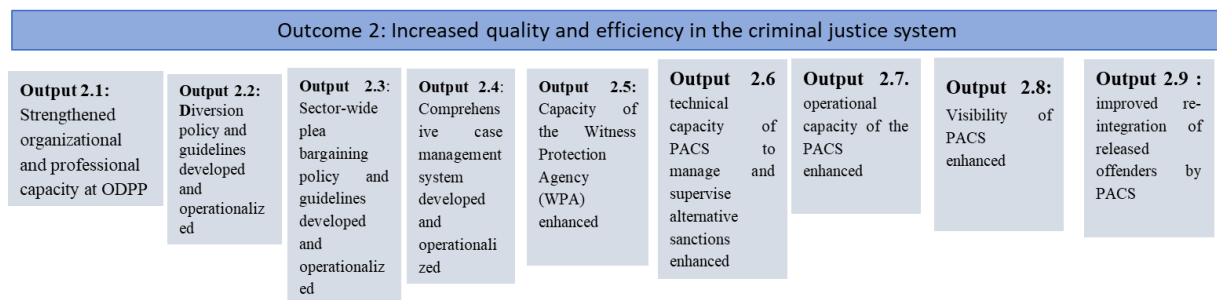 Outcome 2: Increased quality and efficiency in the criminal justice system
Output 2.1:
Strengthened
organizational
and professional
capacity at ODPP
Output 2.2:
Diversion
policy and
guidelines
developed
and
operationaliz
ed
Output 2.3:
Sector-wide
plea
bargaining
policy and
guidelines
developed
and
operationaliz
ed
Output 2.4:
Comprehens
ive case
management
system
developed
and
operationali
zed
Output 2.5:
Capacity of
the Witness
Protection
Agency
(WPA)
enhanced
Output 2.6
technical
capacity of
PACS to
manage and
supervise
alternative
sanctions
enhanced
Output 2.7.
operational
capacity of the
PACS
enhanced
Output 2.8:
Visibility of
PACS
enhanced
Output 2.9 :
improved re-
integration of
released
offenders by
PACS